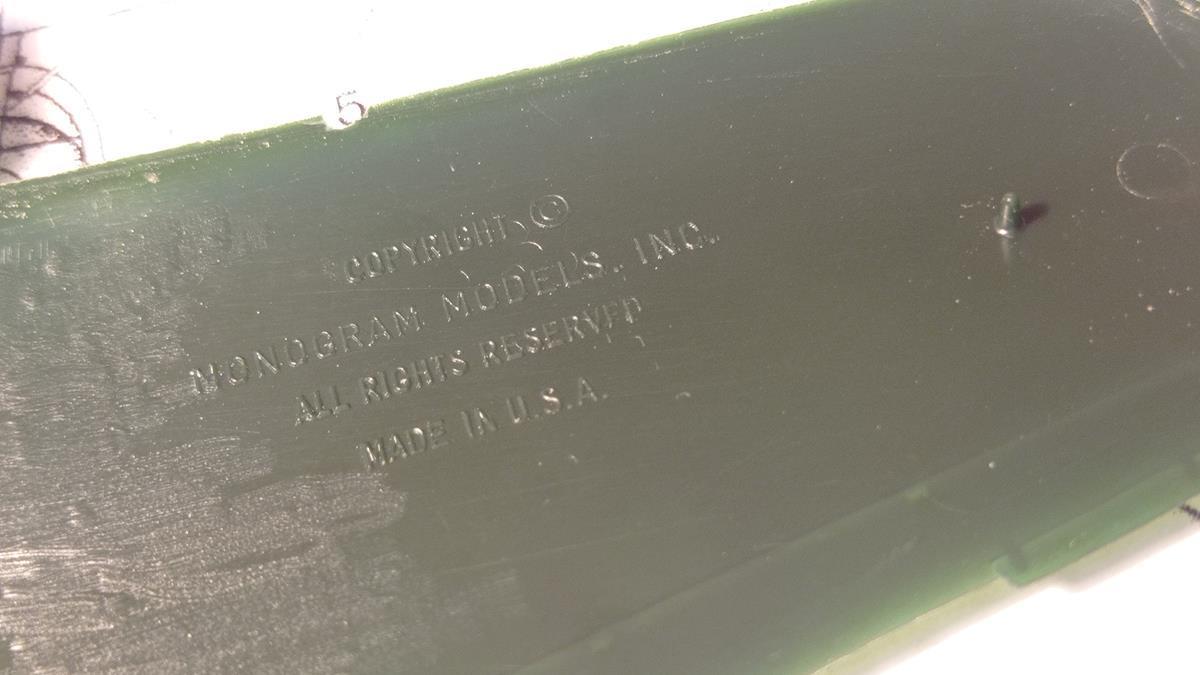 5
COPYRIGHT ©
MONOGRAM MODELS, INC.
ALL RIGHTS RESERVED
MADE IN U.S.A.